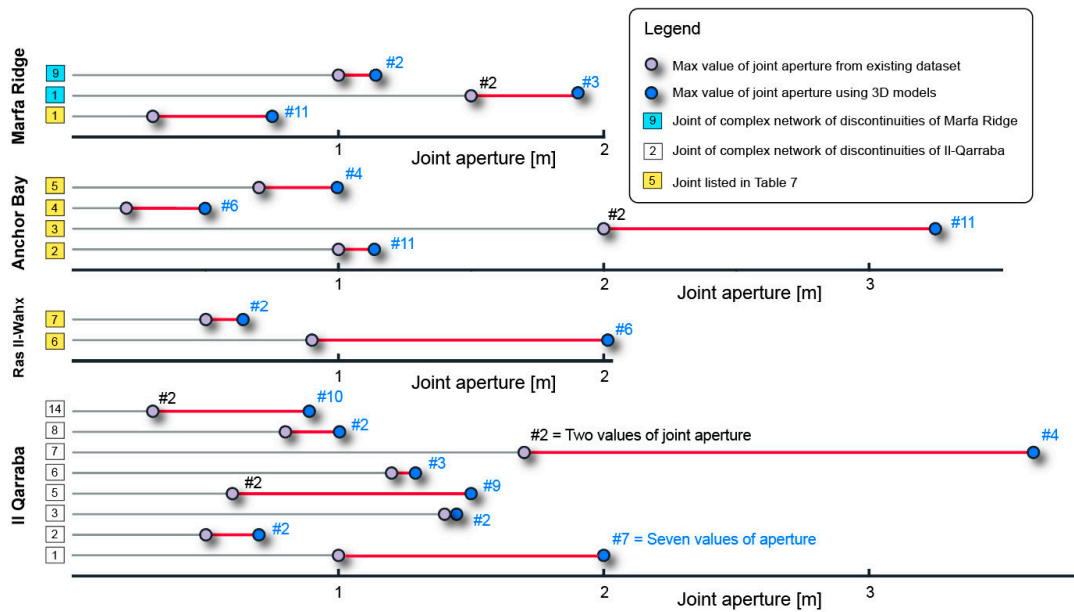 Marfa Ridge
9
#2
1
#2
#3
1
#11
1
2
Joint aperture [m]
Legend
Max value of joint aperture from existing dataset
Max value of joint aperture using 3D models
9 Joint of complex network of discontinuities of Marfa Ridge
2 Joint of complex network of discontinuities of Il-Qarraba
5 Joint listed in Table 7
Anchor Bay
5
#4
4
#6
3
#2
#11
2
#11
1
2
3
Joint aperture [m]
Joint aperture [m]
Ras Il-Wahx
7
#2
6
#6
1
2
Joint aperture [m]
Il Qarraba
14
#2
#10
8
#2
7
#2 = Two values of joint aperture
#4
6
#3
5
#2
#9
3
#2
2
#2
1
#7 = Seven values of aperture
1
2
3
Joint aperture [m]
Joint aperture [m]